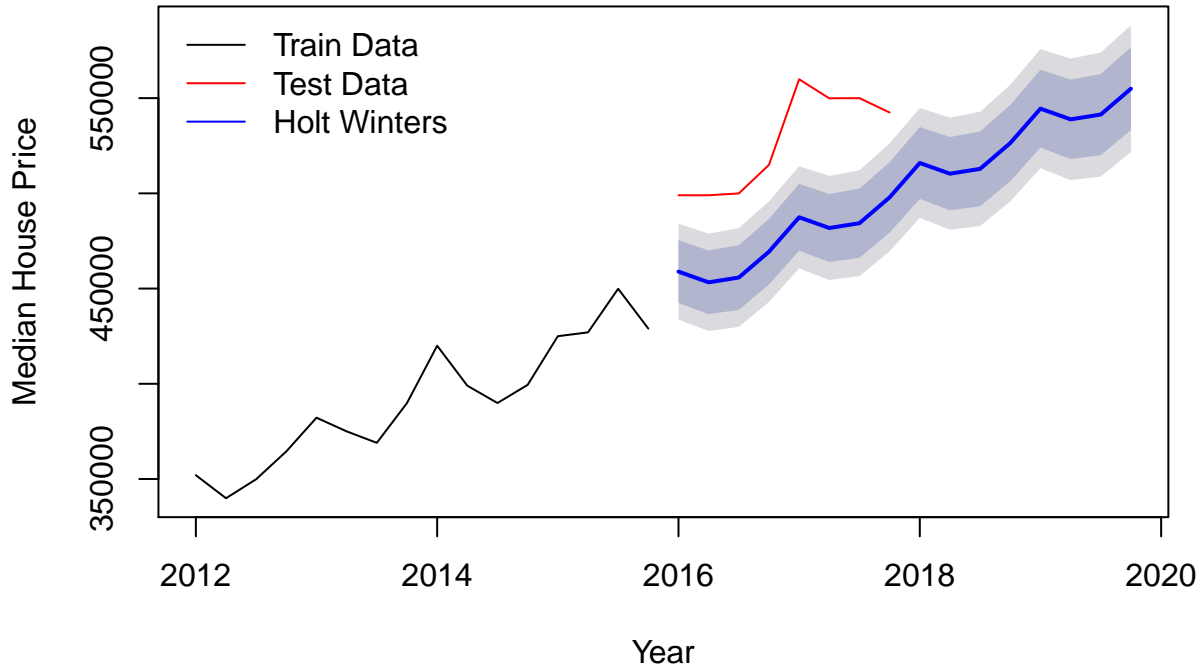 Train Data
Test Data
Holt Winters
Median House Price
550000
450000
350000
2012 2014 2016 2018 2020
Year